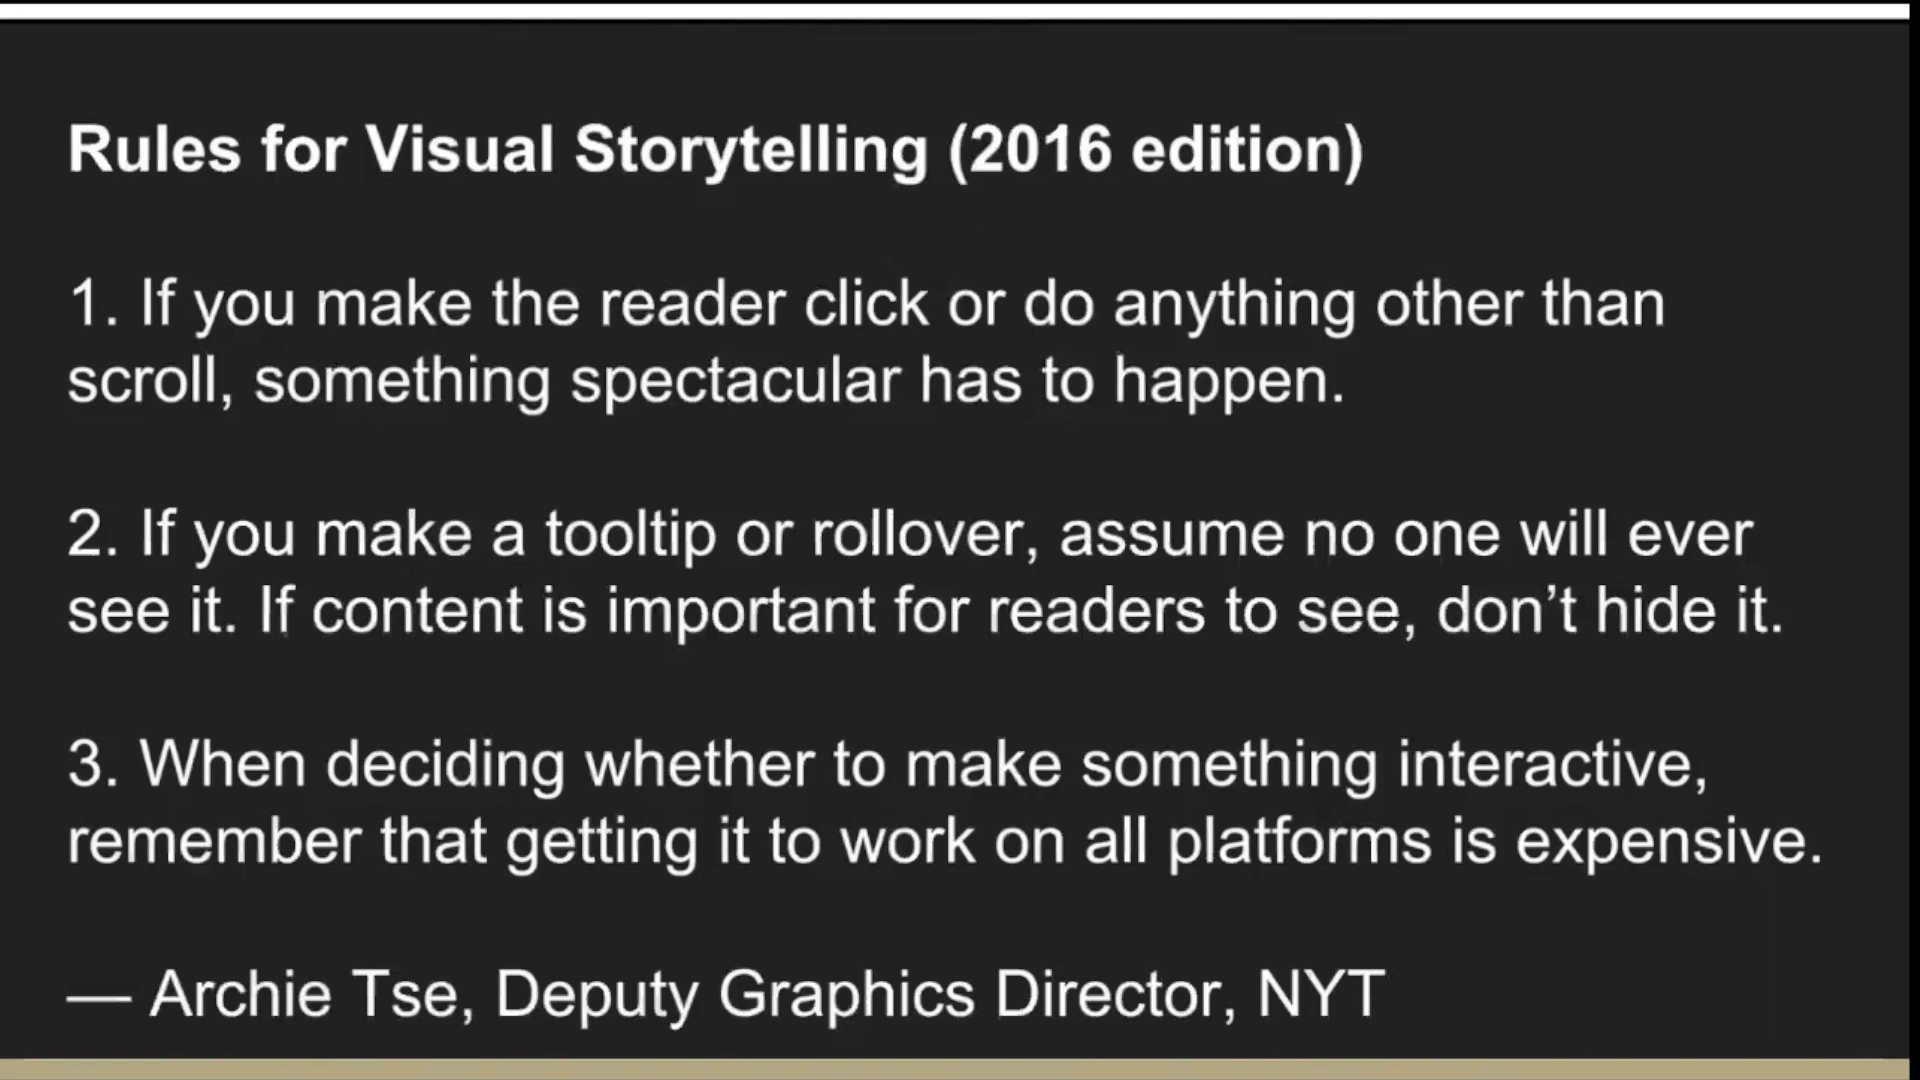 Rules for Visual Storytelling (2016 edition)
1. If you make the reader click or do anything other than
scroll, something spectacular has to happen.
2. If you make a tooltip or rollover, assume no one will ever
see it. If content is important for readers to see, don’t hide it.
3. When deciding whether to make something interactive,
remember that getting it to work on all platforms is expensive.
— Archie Tse, Deputy Graphics Director, NYT